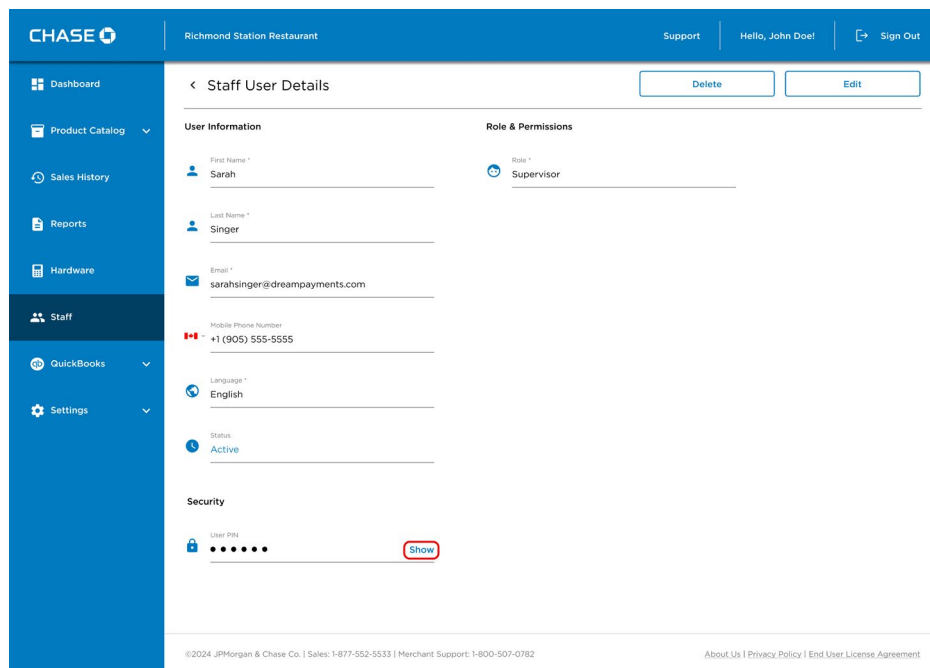 CHASE
Richmond Station Restaurant
Support
Hello, John Doe!
Sign Out
Dashboard
Product Catalog
Sales History
Reports
Hardware
Staff
QuickBooks
Settings
Staff User Details
Delete
Edit
User Information
First Name *
Sarah
Last Name *
Singer
Email *
sarahsinger@dreampayments.com
Mobile Phone Number
+1 (905) 555-5555
Language *
English
Status
Active
Role & Permissions
Role *
Supervisor
Security
User PIN
Show
©2024 JPMorgan & Chase Co. | Sales: 1-877-552-5533 | Merchant Support: 1-800-507-0782
About Us | Privacy Policy | End User License Agreement